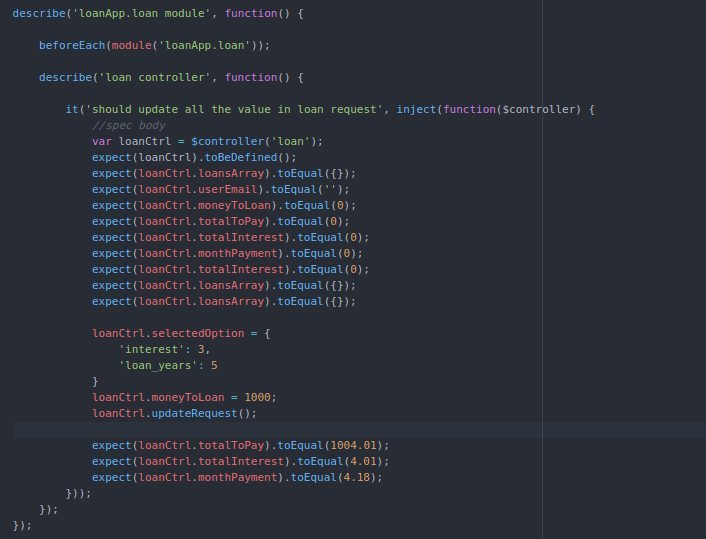 describe('loanApp.loan module', function() {
beforeEach(module('loanApp.loan'));
describe('loan controller', function() {
it('should update all the value in loan request', inject(function($controller) {
//spec body
var loanCtrl = $controller('loan');
expect(loanCtrl).toBeDefined();
expect(loanCtrl.loansArray).toEqual({});
expect(loanCtrl.userEmail).toEqual('');
expect(loanCtrl.moneyToLoan).toEqual(0);
expect(loanCtrl.totalToPay).toEqual(0);
expect(loanCtrl.totalInterest).toEqual(0);
expect(loanCtrl.monthPayment).toEqual(0);
expect(loanCtrl.totalInterest).toEqual(0);
expect(loanCtrl.loansArray).toEqual({});
expect(loanCtrl.loansArray).toEqual({});
loanCtrl.selectedOption = {
'interest': 3,
'loan_years': 5
}
loanCtrl.moneyToLoan = 1000;
loanCtrl.updateRequest();
expect(loanCtrl.totalToPay).toEqual(1004.01);
expect(loanCtrl.totalInterest).toEqual(4.01);
expect(loanCtrl.monthPayment).toEqual(4.18);
}));
});
});